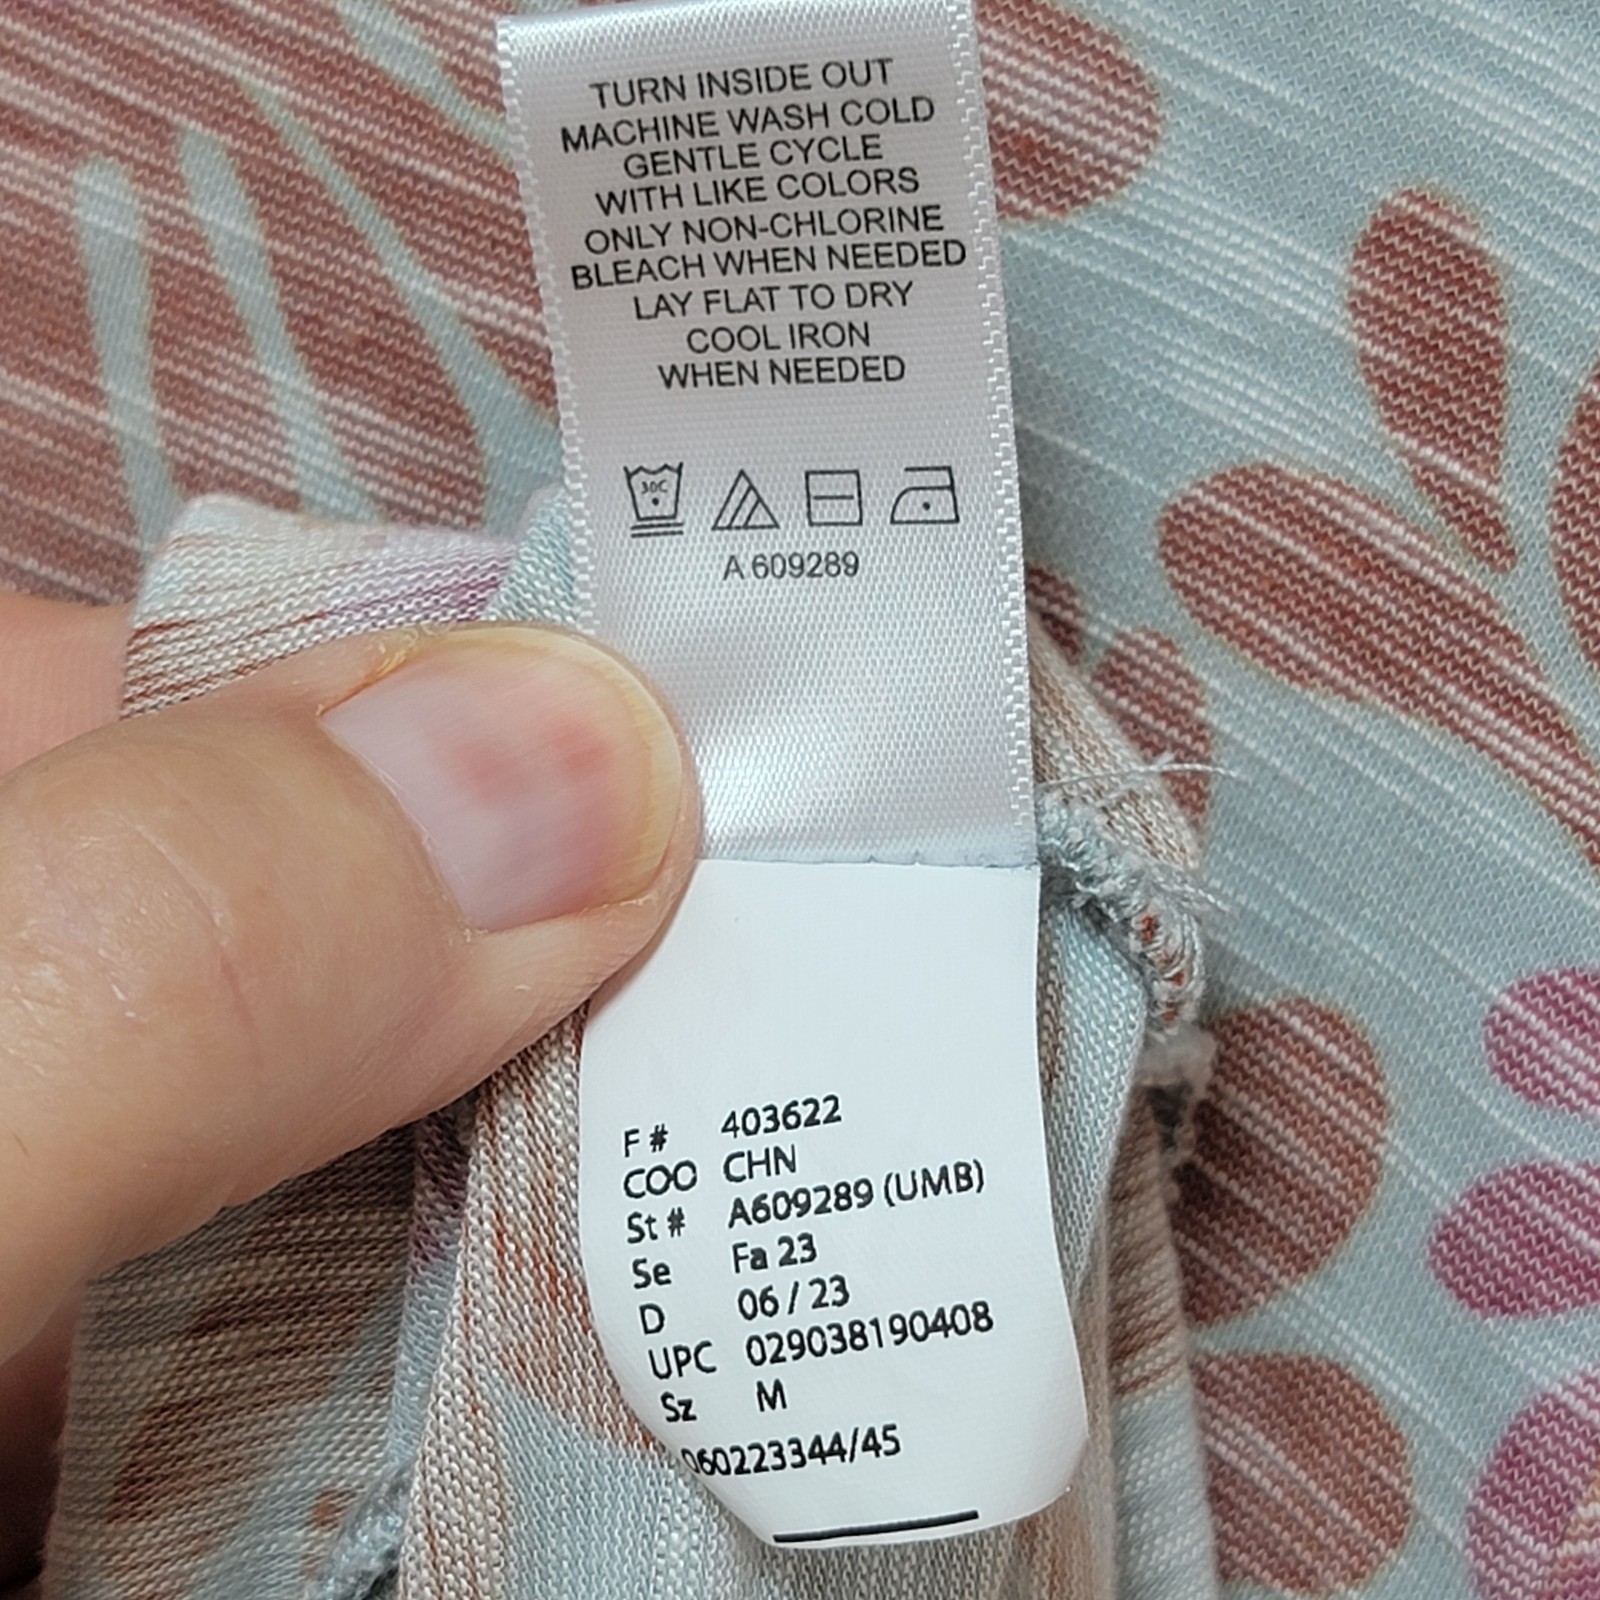 TURN INSIDE OUT
MACHINE WASH COLD
GENTLE CYCLE
WITH LIKE COLORS
ONLY NON-CHLORINE
BLEACH WHEN NEEDED
LAY FLAT TO DRY
COOL IRON
WHEN NEEDED
30C
A 609289
F # 403622
COO CHN
St # A609289 (UMB)
Se Fa 23
D 06 / 23
UPC 029038190408
Sz M
060223344/45